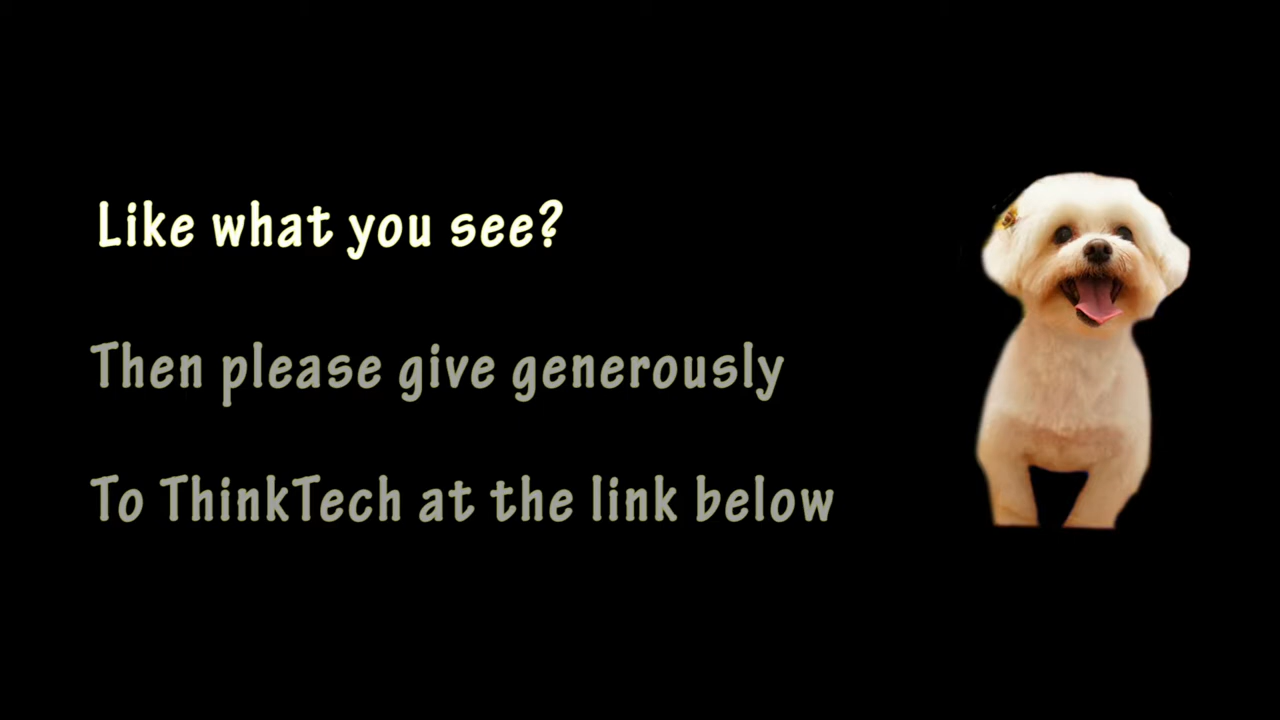 Like what you see?
Then please give generously
To ThinkTech at the link below